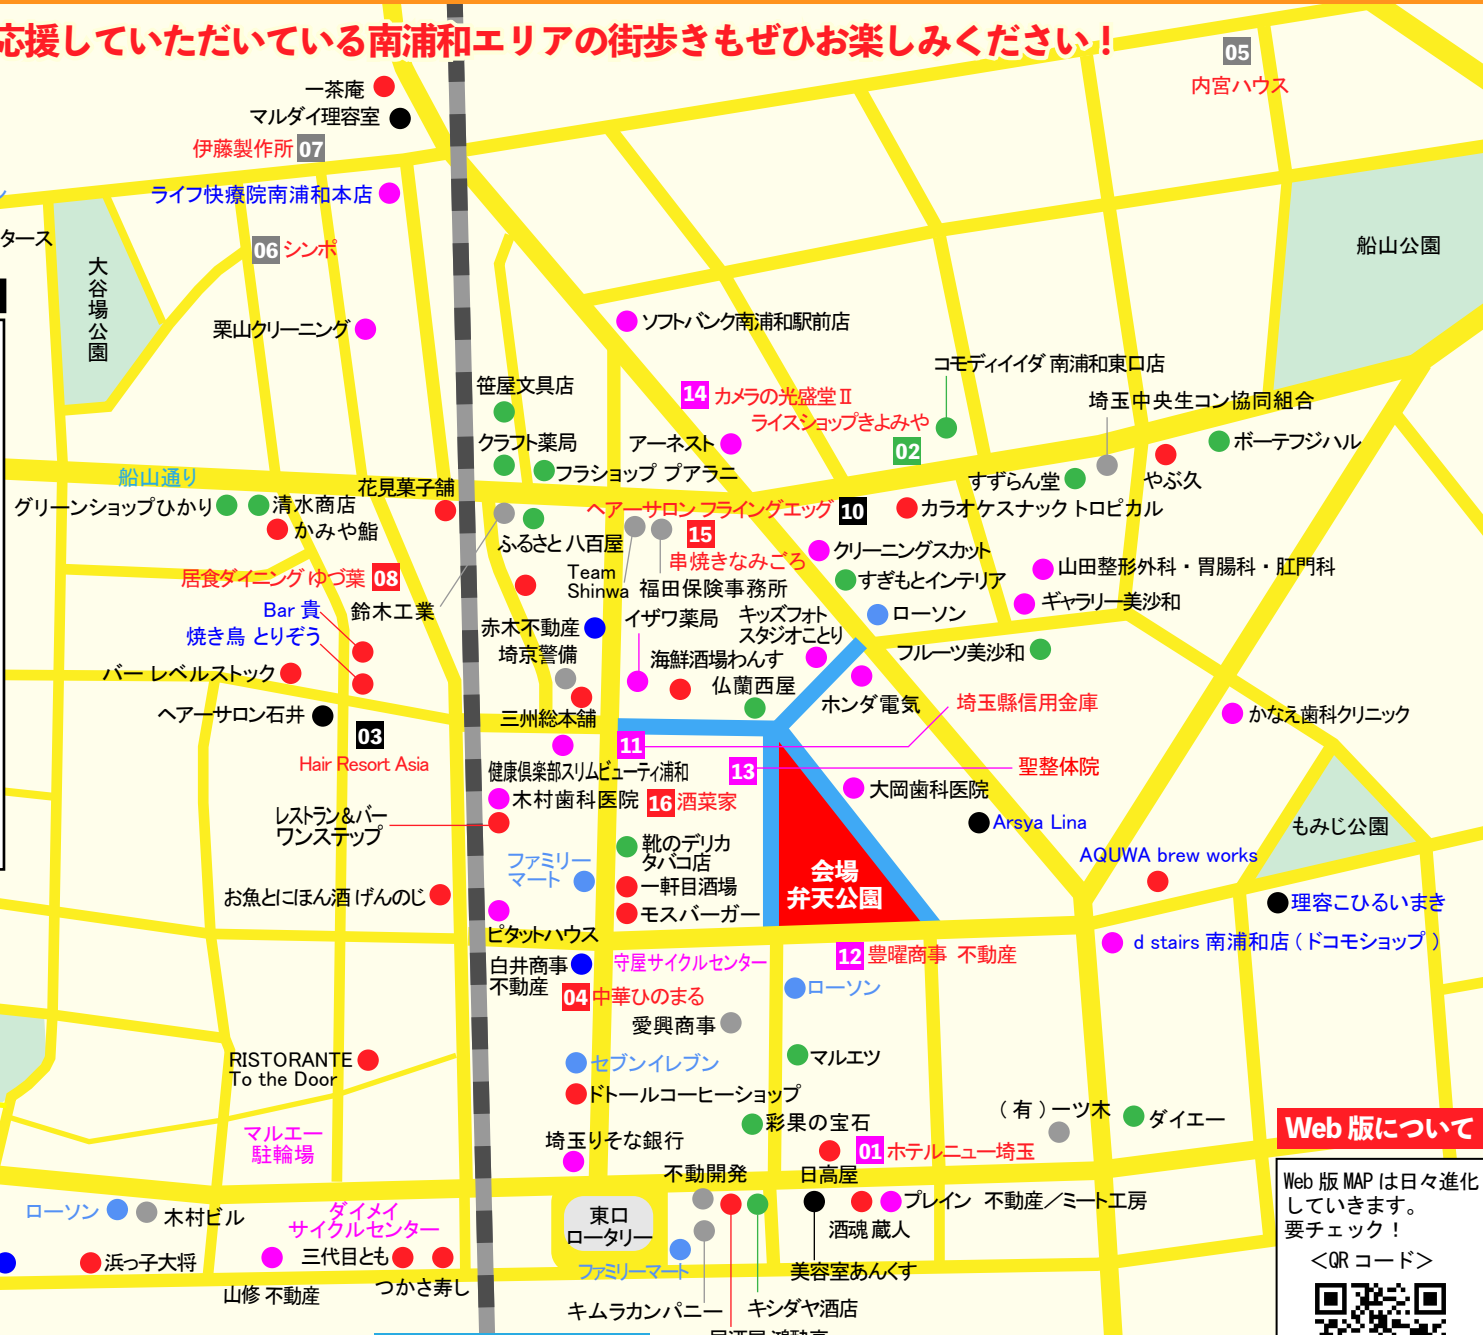 応援していただいている南浦和エリアの街歩きもぜひお楽しみください！
05
内宮ハウス
一茶庵
マルダイ理容室
伊藤製作所 07
ライフ快療院南浦和本店
タース
06 シンポ
大谷場公園
船山公園
栗山クリーニング
ソフトバンク南浦和駅前店
コモディイイダ 南浦和東口店
笹屋文具店
14 カメラの光盛堂Ⅱ
埼玉中央生コン協同組合
ライスショップきよみや
02
クラフト薬局
アーネスト
ボーテフジハル
フラショップ プアラニ
船山通り
花見菓子舗
すずらん堂
やぶ久
グリーンショップひかり
清水商店
かみや鮨
ヘアーサロン フライングエッグ 10
カラオケスナック トロピカル
15
ふるさと 八百屋
串焼きなみごろ
クリーニングスカット
居食ダイニング ゆづ葉 08
Team
Shinwa
福田保険事務所
すぎもとインテリア
山田整形外科・胃腸科・肛門科
Bar 貴
鈴木工業
ギャラリー美沙和
焼き鳥 とりぞう
赤木不動産
イザワ薬局
キッズフォト
スタジオことり
ローソン
埼京警備
海鮮酒場わんす
フルーツ美沙和
バー レベルストック
仏蘭西屋
ホンダ電気
埼玉縣信用金庫
ヘアーサロン石井
三州総本舗
かなえ歯科クリニック
03
11
Hair Resort Asia
健康倶楽部スリムビューティ浦和
13
聖整体院
木村歯科医院
16 酒菜家
大岡歯科医院
レストラン&バー
ワンステップ
Arsya Lina
もみじ公園
靴のデリカ
タバコ店
ファミリー
マート
AQUWA brew works
会場
弁天公園
お魚とにほん酒 げんのじ
一軒目酒場
モスバーガー
理容こひるいまき
ピタットハウス
d stairs 南浦和店 ( ドコモショップ )
白井商事
不動産
守屋サイクルセンター
12 豊曜商事 不動産
04 中華ひのまる
ローソン
愛興商事
RISTORANTE
To the Door
セブンイレブン
マルエツ
ドトールコーヒーショップ
彩果の宝石
( 有 ) 一ツ木
ダイエー
マルエー
駐輪場
埼玉りそな銀行
01 ホテルニュー埼玉
Web 版について
不動開発
日高屋
Web 版 MAP は日々進化
していきます。
要チェック！
＜QR コード＞
ローソン
木村ビル
ダイメイ
サイクルセンター
東口
ロータリー
プレイン 不動産／ミート工房
酒魂 蔵人
浜っ子大将
三代目とも
ファミリーマート
美容室あんくす
山修 不動産
つかさ寿し
キムラカンパニー
キシダヤ酒店